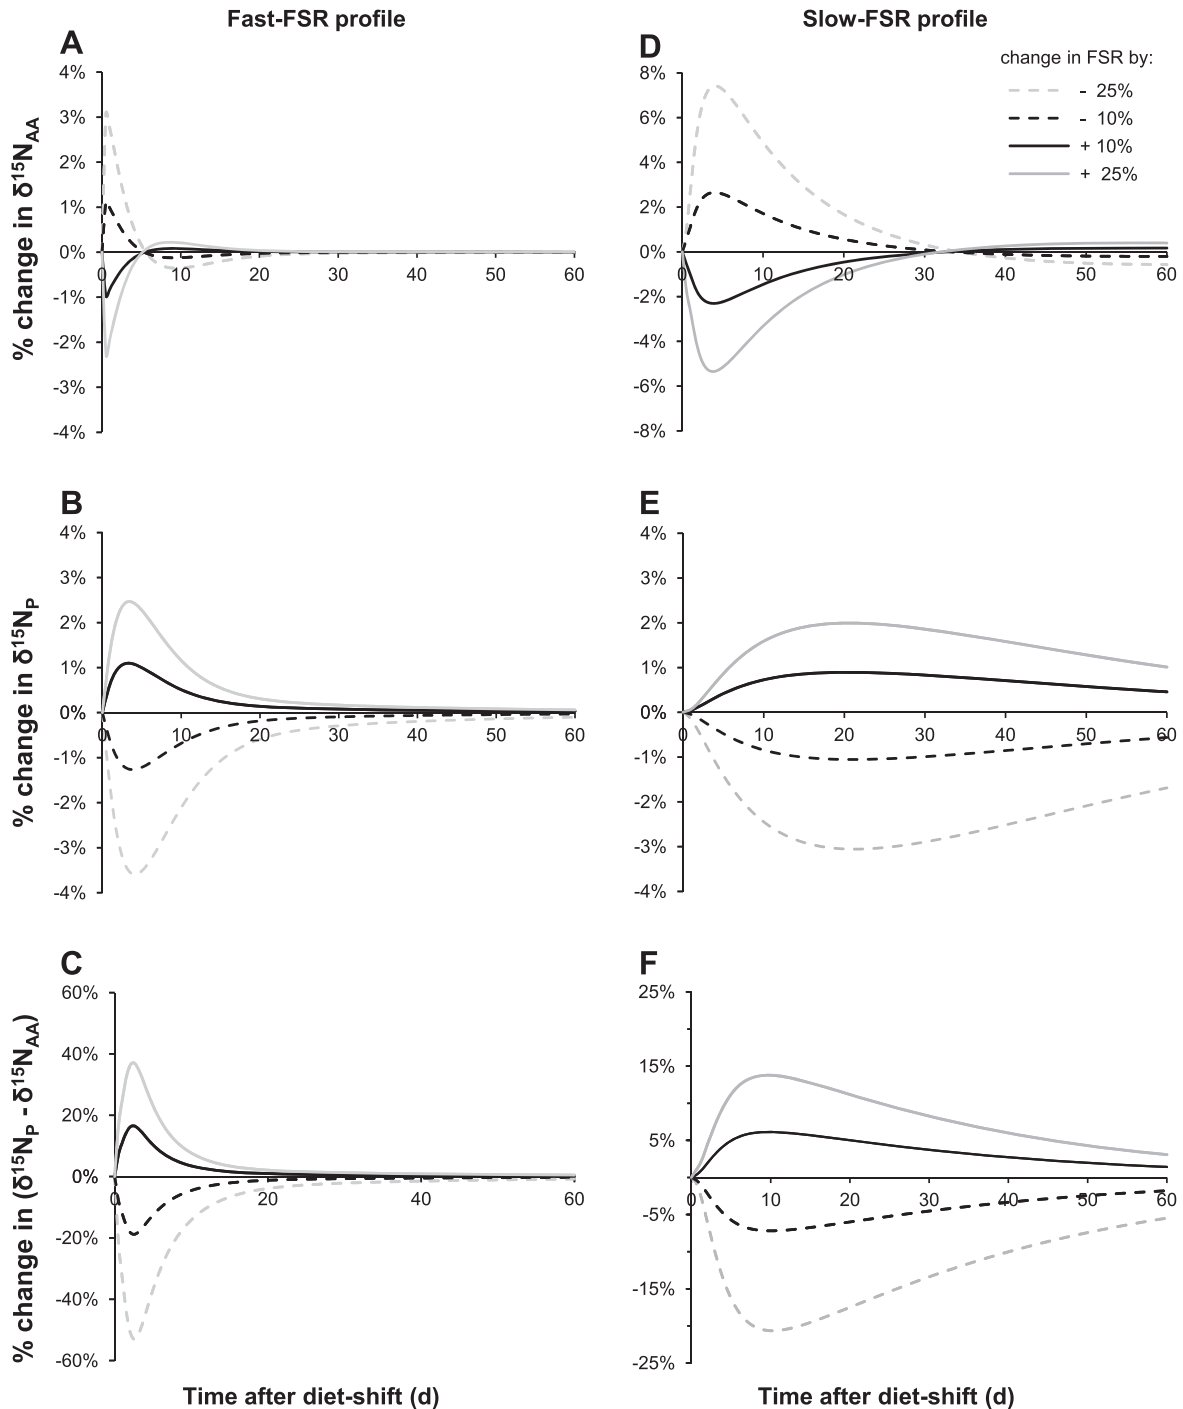 Fast-FSR profile
Slow-FSR profile
A
4%
3%
2%
1%
0%
-1%
-2%
-3%
-4%
0 10 20 30 40 50 60
% change in δ¹⁵N_AA
D
8%
6%
4%
2%
0%
-2%
-4%
-6%
-8%
0 10 20 30 40 50 60
change in FSR by:
- 25%
- 10%
+ 10%
+ 25%
B
4%
3%
2%
1%
0%
-1%
-2%
-3%
-4%
0 10 20 30 40 50 60
% change in δ¹⁵N_P
E
4%
3%
2%
1%
0%
-1%
-2%
-3%
-4%
0 10 20 30 40 50 60
C
60%
40%
20%
0%
-20%
-40%
-60%
0 20 40 60
% change in (δ¹⁵N_P - δ¹⁵N_AA)
F
25%
15%
5%
-5%
-15%
-25%
0 10 20 30 40 50 60
Time after diet-shift (d)
Time after diet-shift (d)